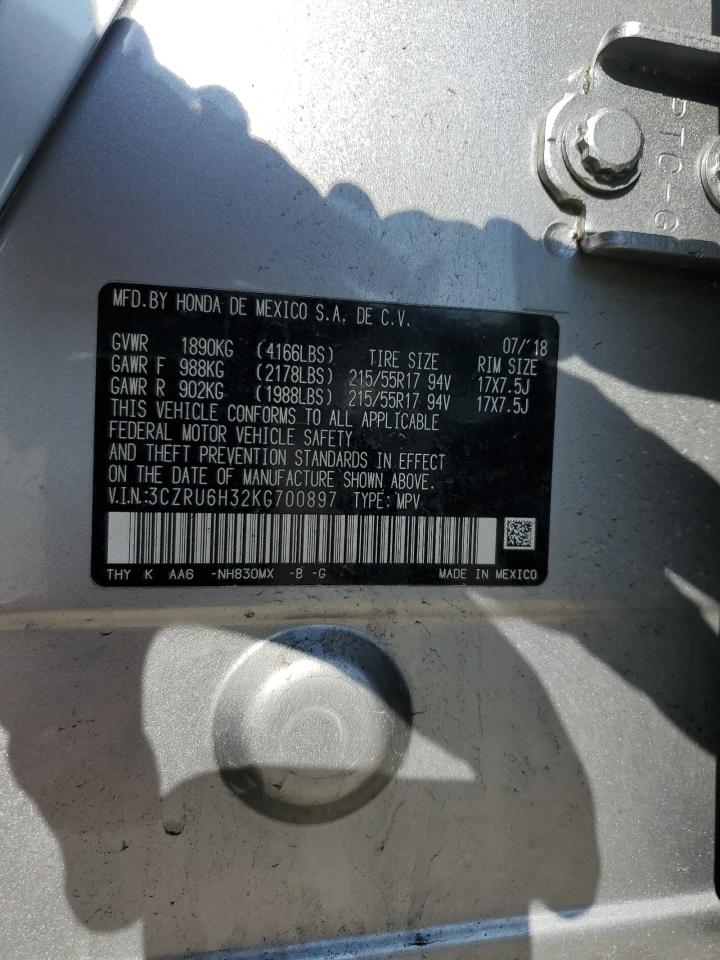 PTC-G
MFD.BY HONDA DE MEXICO S.A. DE C.V.
07/'18
GVWR 1890KG (4166LBS) TIRE SIZE RIM SIZE
GAWR F 988KG (2178LBS) 215/55R17 94V 17X7.5J
GAWR R 902KG (1988LBS) 215/55R17 94V 17X7.5J
THIS VEHICLE CONFORMS TO ALL APPLICABLE
FEDERAL MOTOR VEHICLE SAFETY
AND THEFT PREVENTION STANDARDS IN EFFECT
ON THE DATE OF MANUFACTURE SHOWN ABOVE.
V.I.N.:3CZRU6H32KG700897 TYPE: MPV
THY K AA6 -NH830MX -B -G MADE IN MEXICO